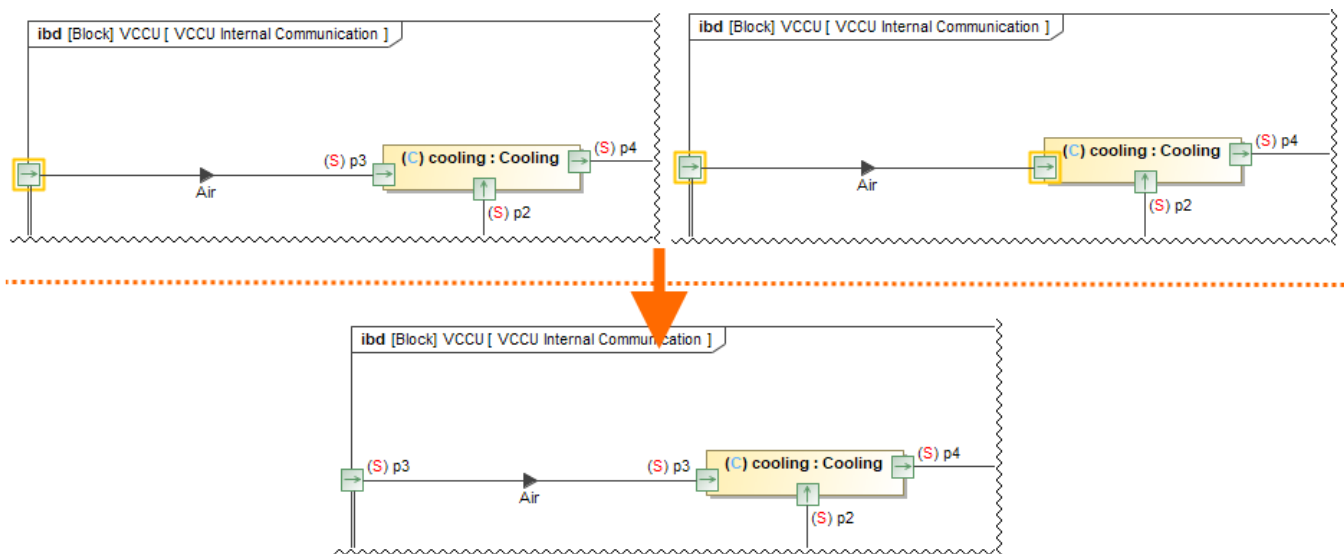 ibd [Block] VCCU [ VCCU Internal Communication ]
(S) p3
(C) cooling : Cooling
(S) p4
Air
(S) p2
ibd [Block] VCCU [ VCCU Internal Communication ]
(C) cooling : Cooling
(S) p4
Air
(S) p2
ibd [Block] VCCU [ VCCU Internal Communication ]
(S) p3
(S) p3
(C) cooling : Cooling
(S) p4
Air
(S) p2